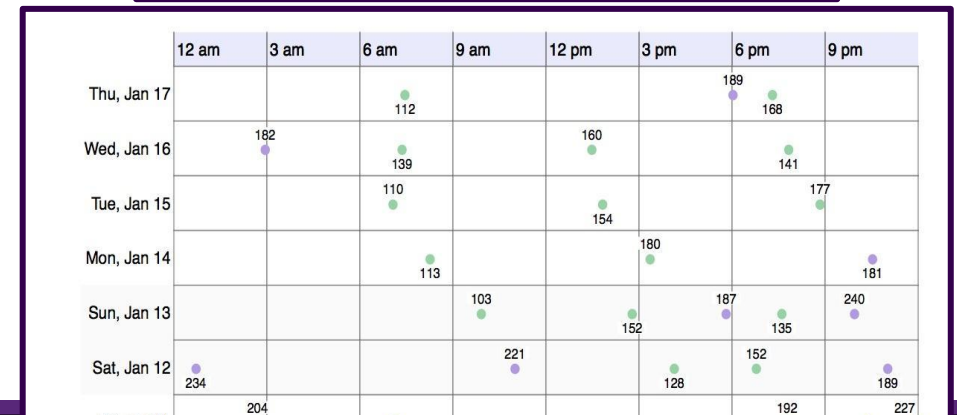 12 am 3 am 6 am 9 am 12 pm 3 pm 6 pm 9 pm
189
Thu, Jan 17
112 168
182 160
Wed, Jan 16
139 141
110 177
Tue, Jan 15
154
180
Mon, Jan 14
113 181
103 187 240
Sun, Jan 13
152 135
221 152
Sat, Jan 12
234 128 189
204 192 227